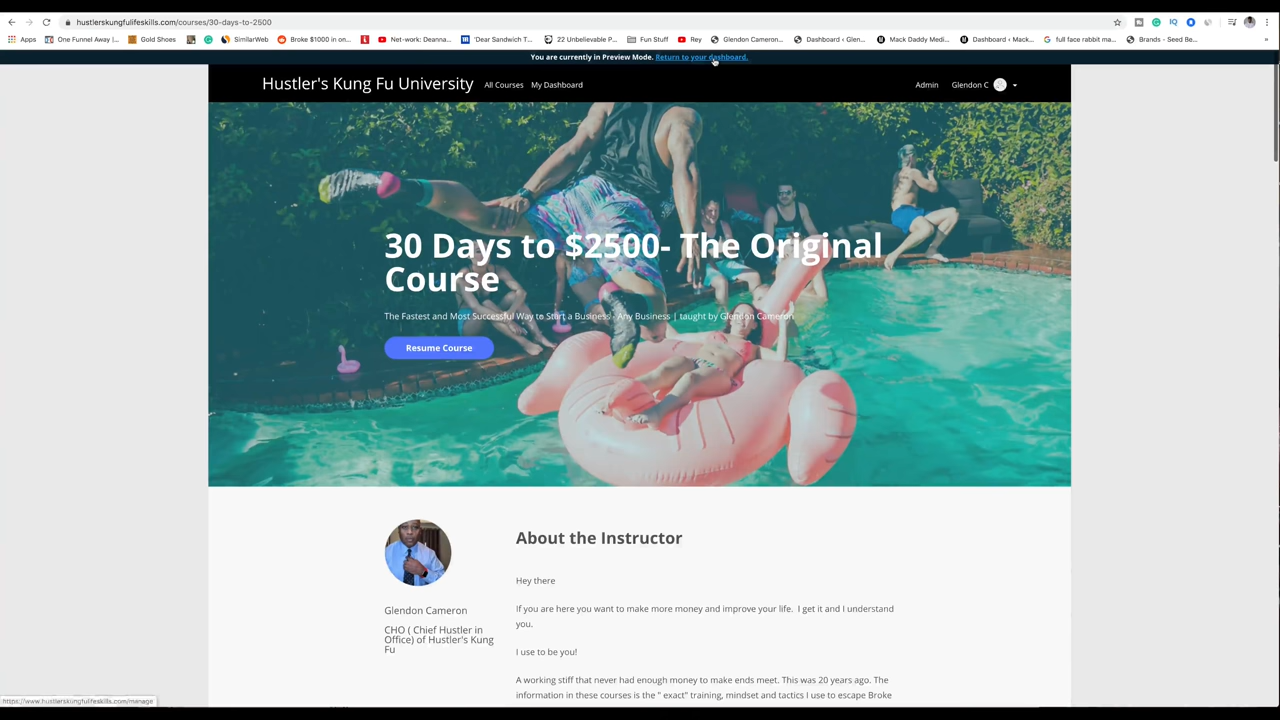 hustlerskungfulifeskills.com/courses/30-days-to-2500
Apps One Funnel Away |... Gold Shoes SimilarWeb Broke $1000 in on... Net-work: Deanna... 'Dear Sandwich T... 22 Unbelievable P... Fun Stuff Rey Glendon Cameron... Dashboard ‹ Glen... Mack Daddy Medi... Dashboard ‹ Mack... full face rabbit ma... Brands - Seed Be... »
You are currently in Preview Mode. Return to your dashboard.
Hustler's Kung Fu University All Courses My Dashboard Admin Glendon C
30 Days to $2500- The Original
Course
The Fastest and Most Successful Way to Start a Business - Any Business | taught by Glendon Cameron
Resume Course
About the Instructor
Hey there
If you are here you want to make more money and improve your life. I get it and I understand
you.
I use to be you!
A working stiff that never had enough money to make ends meet. This was 20 years ago. The
information in these courses is the " exact" training, mindset and tactics I use to escape Broke
Glendon Cameron
CHO ( Chief Hustler in
Office) of Hustler's Kung
Fu
https://www.hustlerskungfulifeskills.com/manage